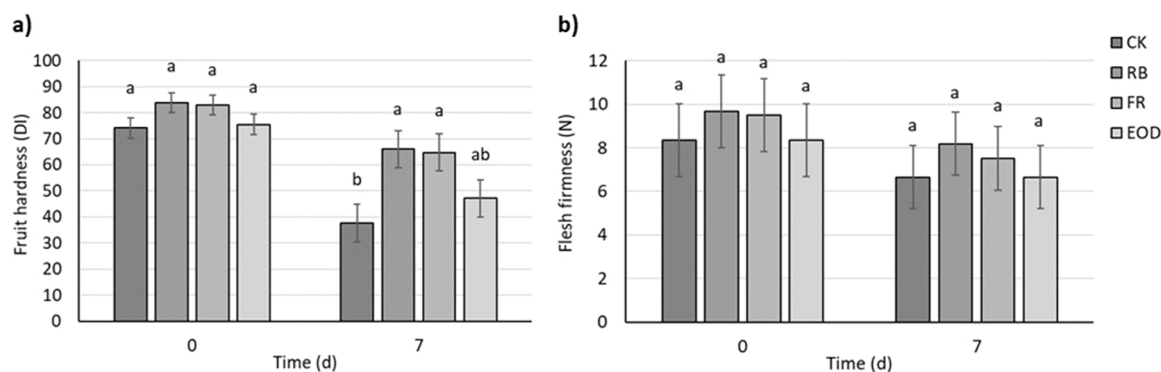 a)
Fruit hardness (DI)
100
90
80
70
60
50
40
30
20
10
0
a a a a
b a a ab
0 7
Time (d)
b)
Flesh firmness (N)
12
10
8
6
4
2
0
a a a a
a a a a
0 7
Time (d)
CK
RB
FR
EOD